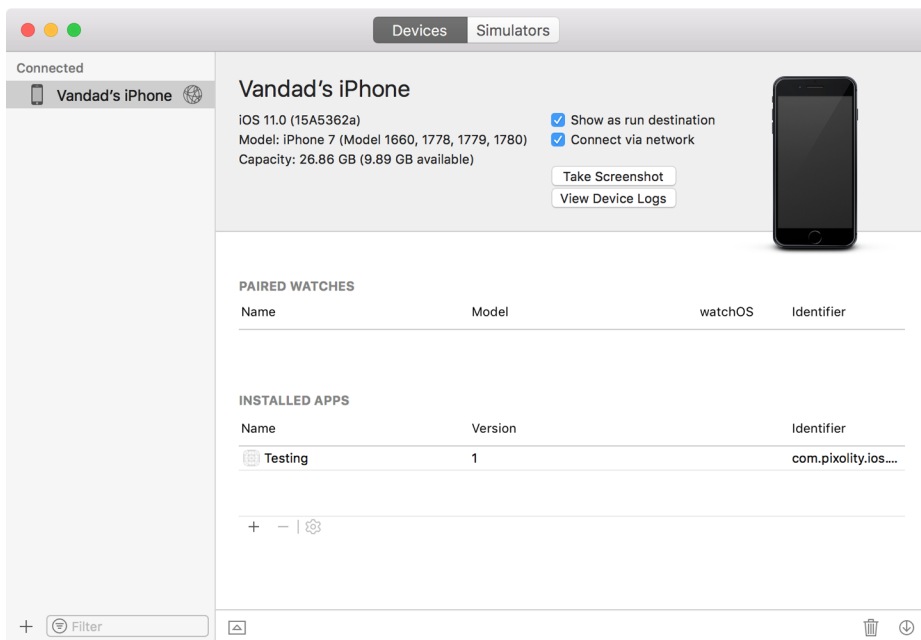 Devices Simulators
Connected
Vandad’s iPhone
Vandad’s iPhone
iOS 11.0 (15A5362a)
Model: iPhone 7 (Model 1660, 1778, 1779, 1780)
Capacity: 26.86 GB (9.89 GB available)
Show as run destination
Connect via network
Take Screenshot
View Device Logs
PAIRED WATCHES
Name Model watchOS Identifier
INSTALLED APPS
Name Version Identifier
Testing 1 com.pixolity.ios....
Filter